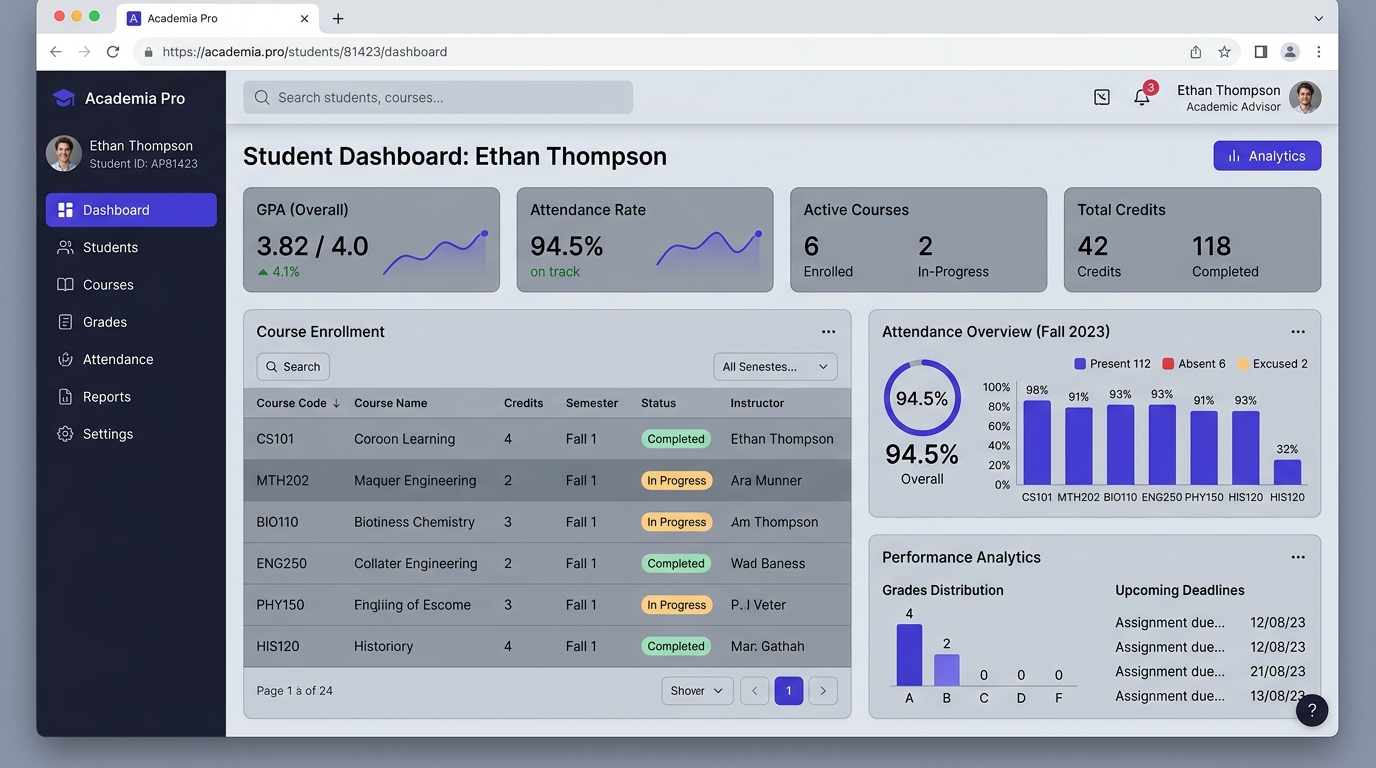 Academia Pro
https://academia.pro/students/81423/dashboard
Academia Pro
Search students, courses...
3
Ethan Thompson
Academic Advisor
Ethan Thompson
Student ID: AP81423
Dashboard
Students
Courses
Grades
Attendance
Reports
Settings
Student Dashboard: Ethan Thompson
Analytics
GPA (Overall)
3.82 / 4.0
4.1%
Attendance Rate
94.5%
on track
Active Courses
6 2
Enrolled In-Progress
Total Credits
42 118
Credits Completed
Course Enrollment
Search
All Senestes...
Course Code Course Name Credits Semester Status Instructor
CS101 Coroon Learning 4 Fall 1 Completed Ethan Thompson
MTH202 Maquer Engineering 2 Fall 1 In Progress Ara Munner
BIO110 Biotiness Chemistry 3 Fall 1 In Progress Am Thompson
ENG250 Collater Engineering 2 Fall 1 Completed Wad Baness
PHY150 of Escome 3 Fall 1 In Progress Veter
HIS120 Historiory 4 Fall 1 Completed Mar. Gathah
Page 1 of 24
Shover
1
Attendance Overview (Fall 2023)
Present 112 Absent 6 Excused 2
94.5%
94.5%
Overall
100%
80%
60%
40%
20%
0%
98% 91% 93% 93% 91% 93% 32%
CS101 MTH202 BIO110 ENG250 PHY150 HIS120 HIS120
Performance Analytics
Grades Distribution
4 2 0 0 0
A B C D F
Upcoming Deadlines
Assignment due... 12/08/23
Assignment due... 12/08/23
Assignment due... 21/08/23
Assignment due... 13/08/23
?